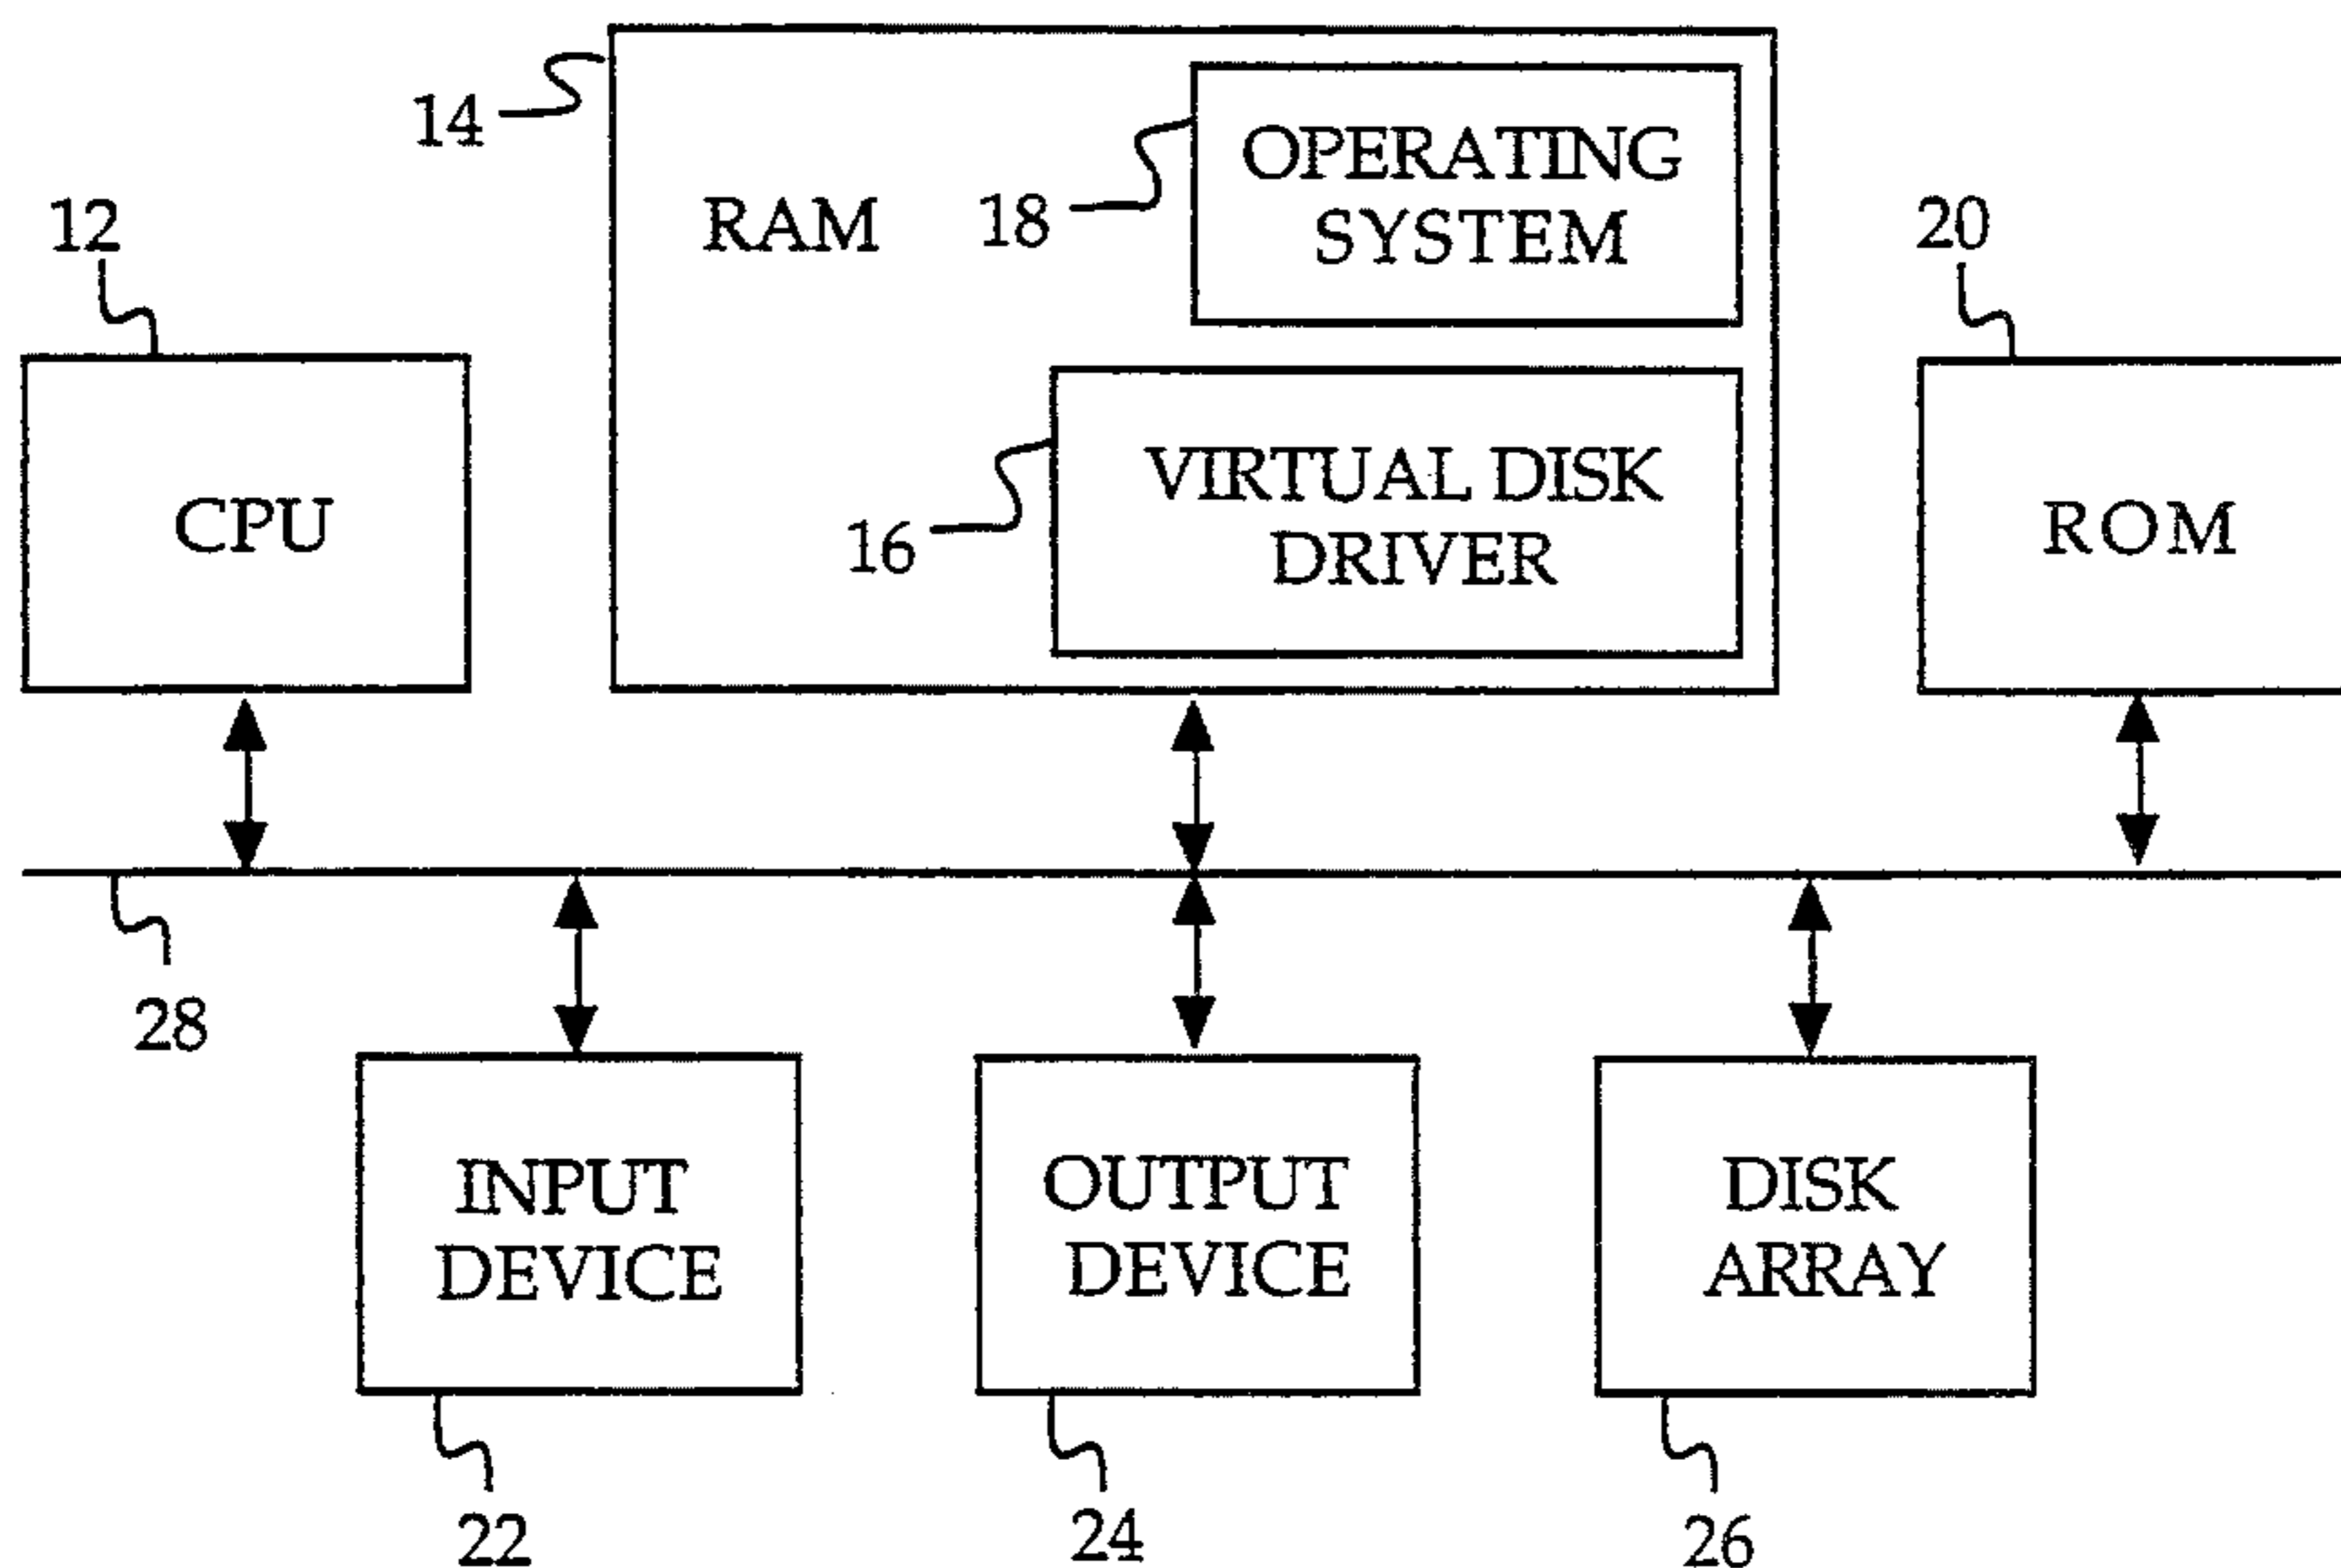 14
OPERATING
SYSTEM
12
RAM
18
20
VIRTUAL DISK
DRIVER
CPU
16
ROM
28
INPUT
DEVICE
OUTPUT
DEVICE
DISK
ARRAY
22
24
26